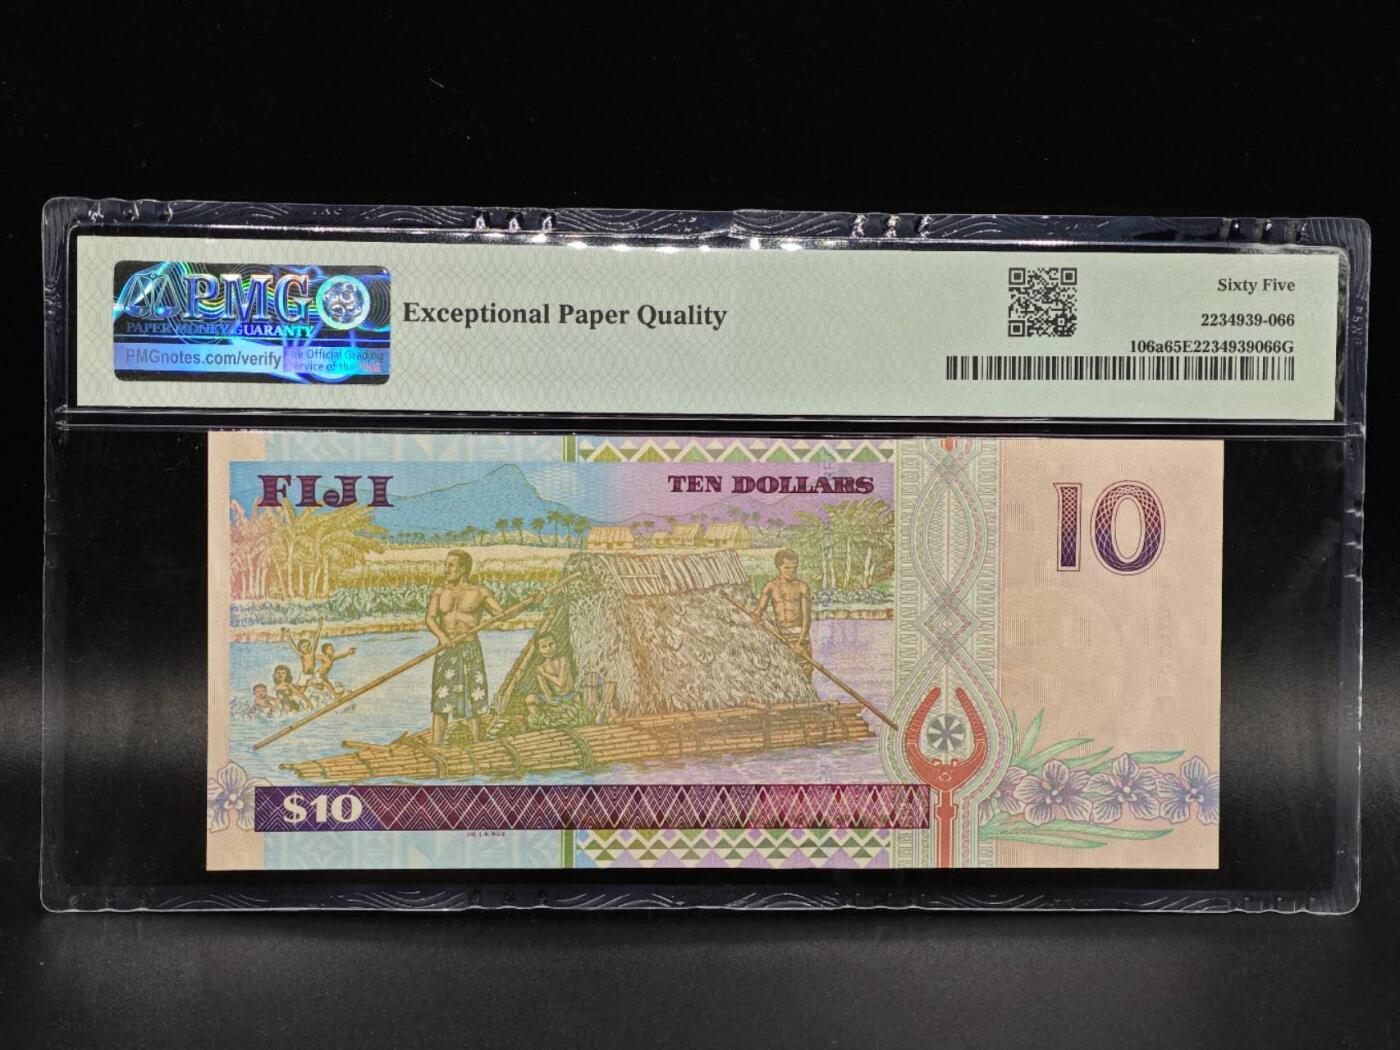 PMG
PAPER MONEY GUARANTY
PMGnotes.com/verify
The Official Grading
Service of the
Exceptional Paper Quality
Sixty Five
2234939-066
106a65E2234939066G
FIJI
TEN DOLLARS
10
$10
DE LA RUE